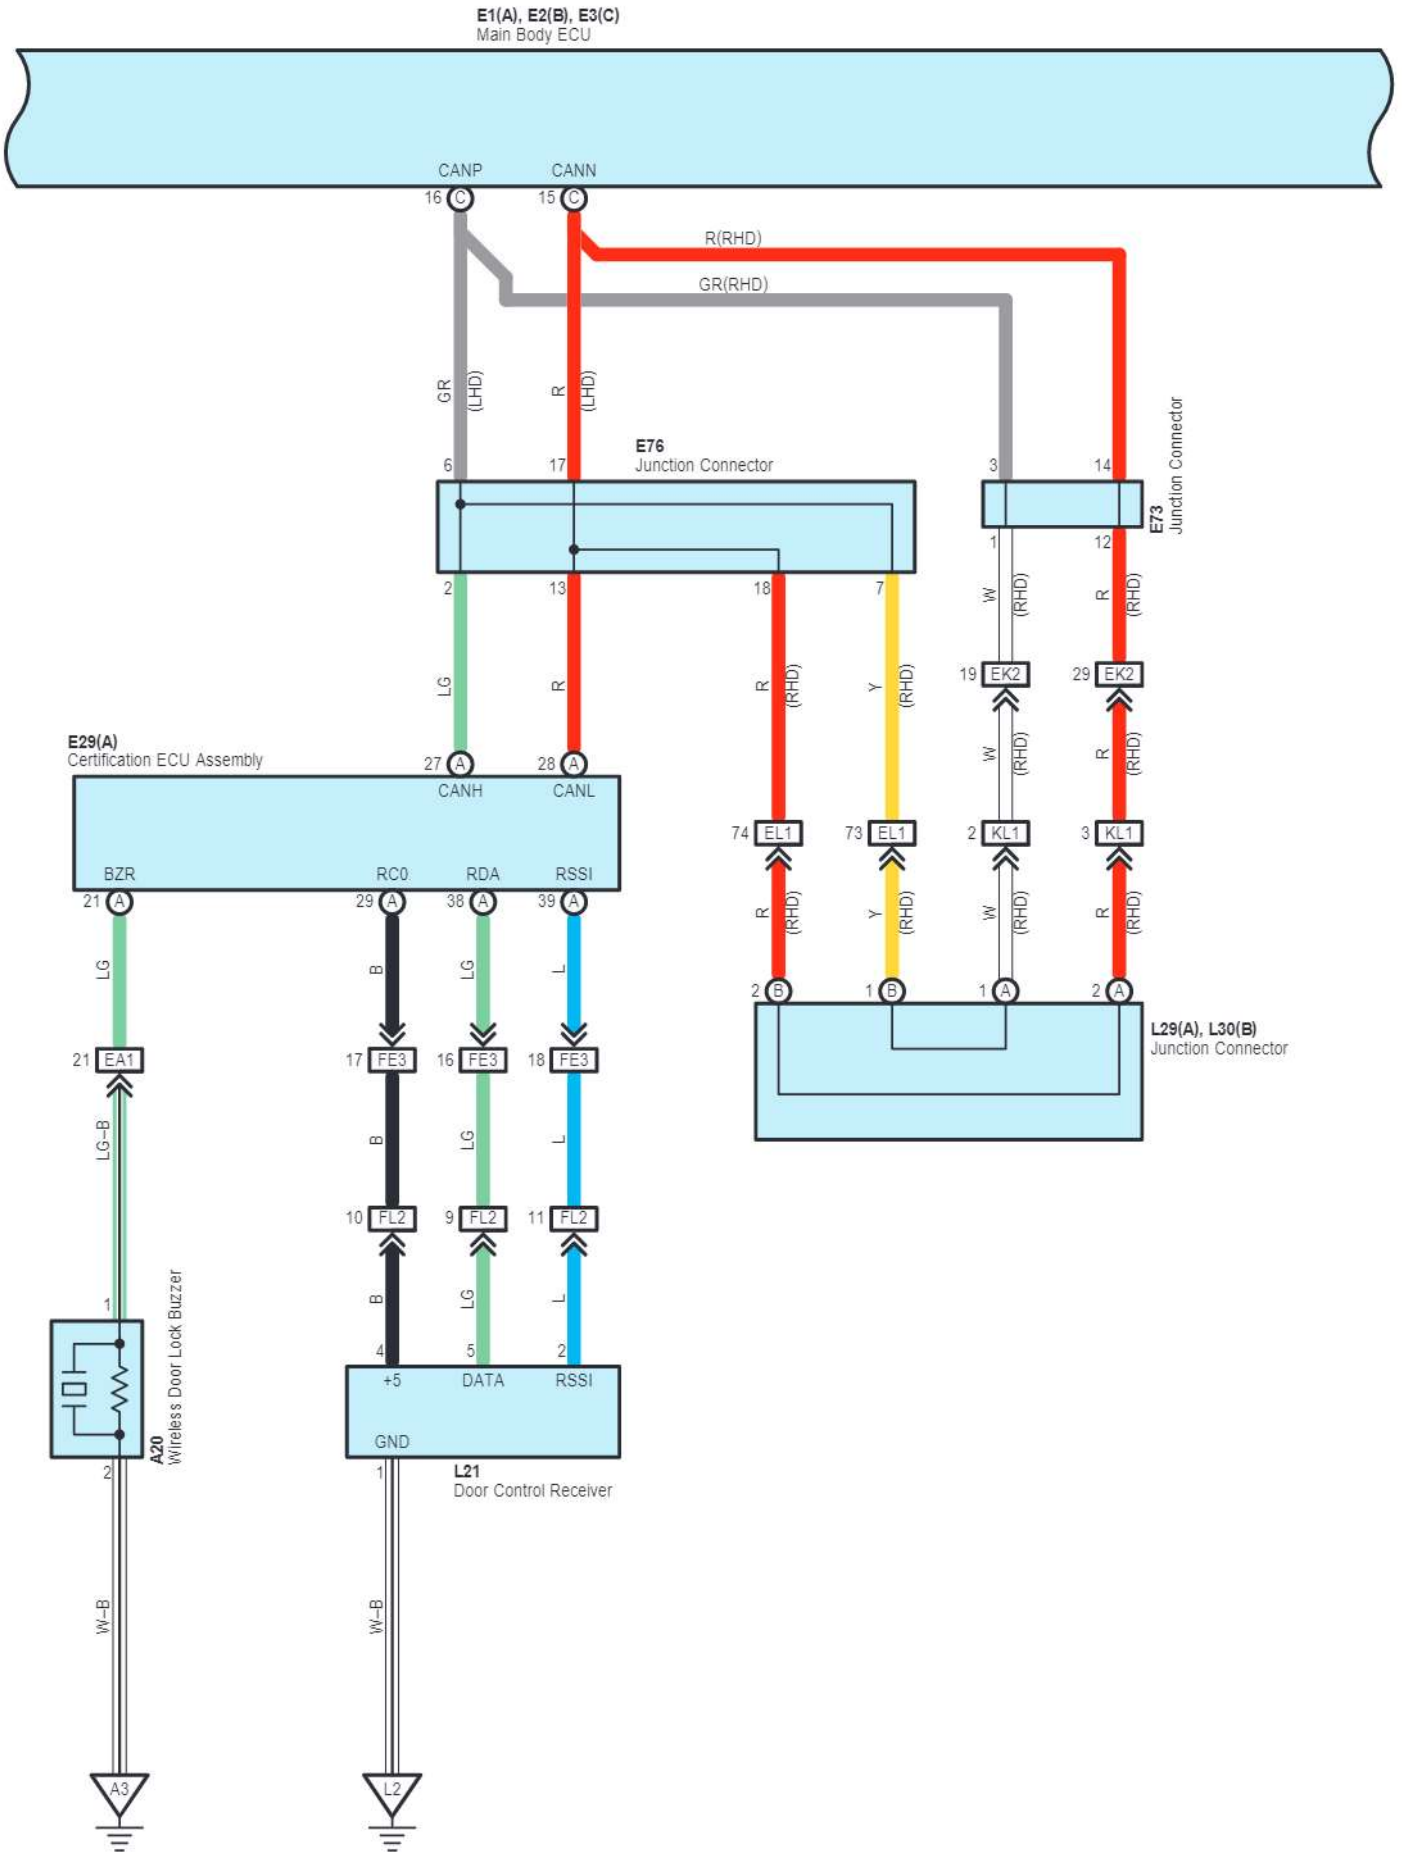 E1(A), E2(B), E3(C)
Main Body ECU
CANP
CANN
16 C
15 C
R(RHD)
GR(RHD)
GR
(LHD)
R
(LHD)
E76
Junction Connector
6
17
3
14
E73
Junction Connector
2
13
18
7
1
12
W
(RHD)
R
(RHD)
LG
R
R
(RHD)
Y
(RHD)
19 EK2
29 EK2
W
(RHD)
R
(RHD)
E29(A)
Certification ECU Assembly
27 A
28 A
CANH
CANL
74 EL1
73 EL1
2 KL1
3 KL1
BZR
RC0
RDA
RSSI
21 A
29 A
38 A
39 A
R
(RHD)
Y
(RHD)
W
(RHD)
R
(RHD)
LG
B
LG
L
2 B
1 B
1 A
2 A
L29(A), L30(B)
Junction Connector
21 EA1
17 FE3
16 FE3
18 FE3
LG–B
B
LG
L
10 FL2
9 FL2
11 FL2
B
LG
L
1
4
5
2
+5
DATA
RSSI
A20
Wireless Door Lock Buzzer
GND
2
1
L21
Door Control Receiver
W–B
W–B
A3
L2